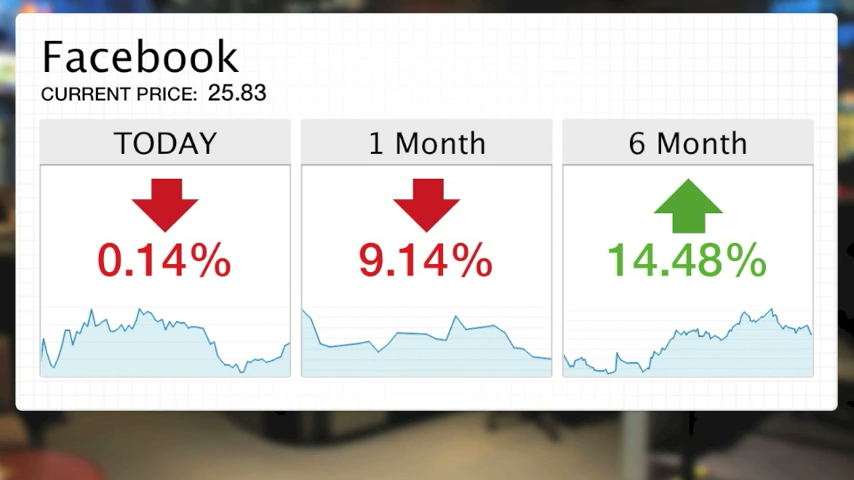 Facebook
CURRENT PRICE: 25.83
TODAY
1 Month
6 Month
0.14%
9.14%
14.48%